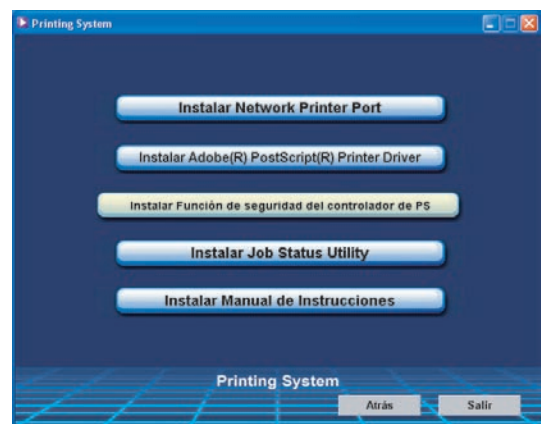 Printing System
Instalar Network Printer Port
Instalar Adobe(R) PostScript(R) Printer Driver
Instalar Función de seguridad del controlador de PS
Instalar Job Status Utility
Instalar Manual de Instrucciones
Printing System
Atrás
Salir